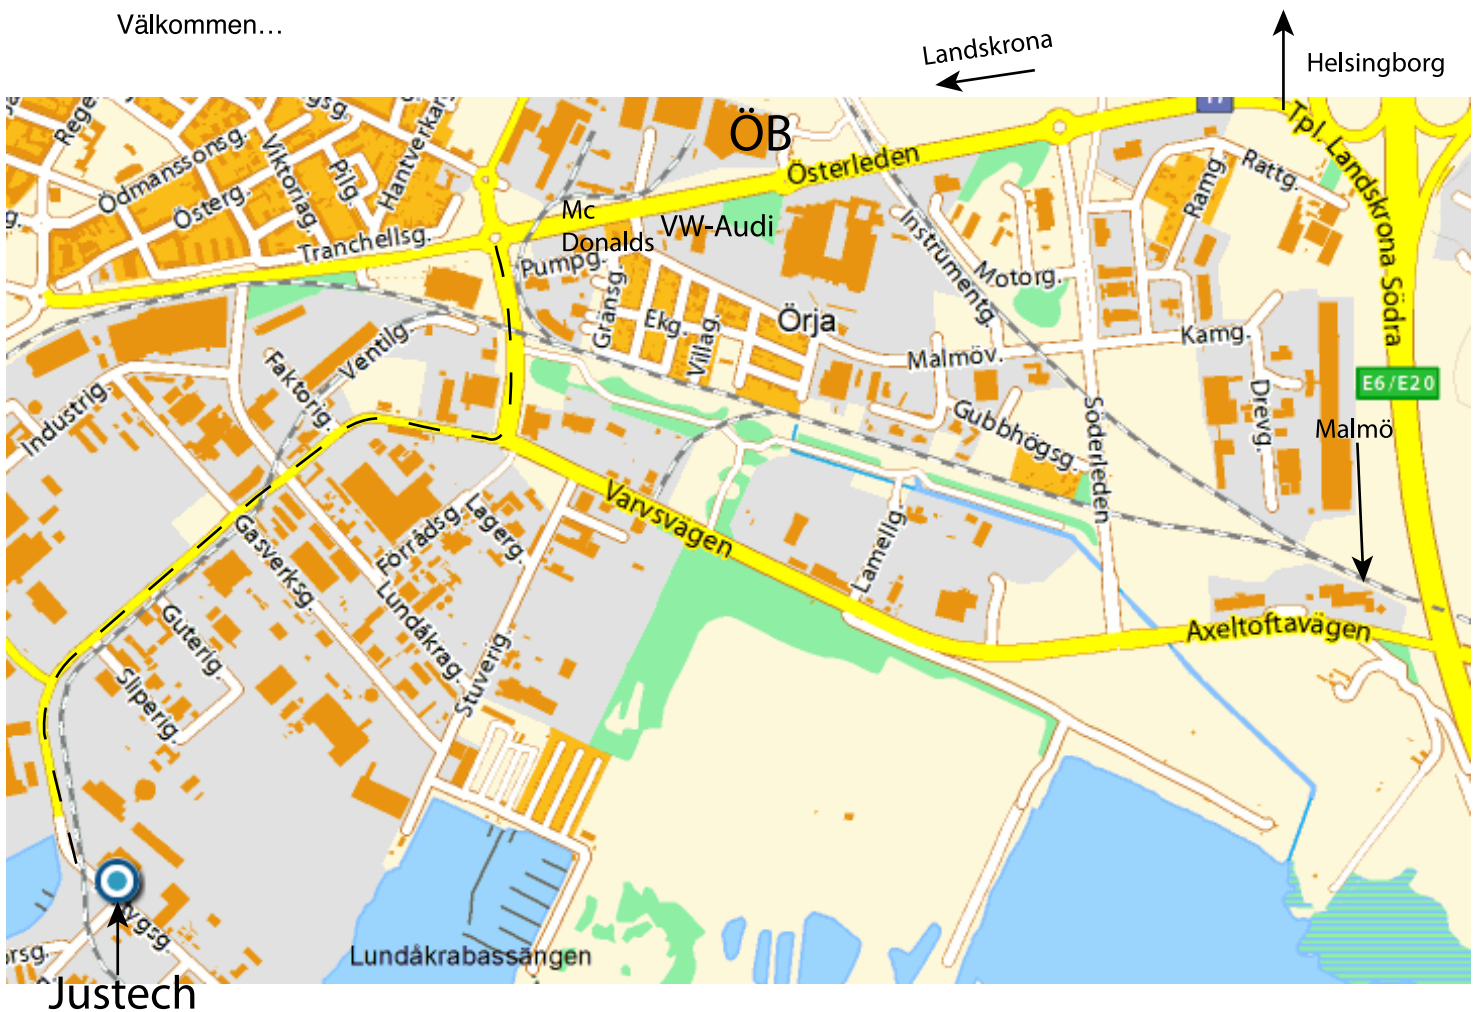 Välkommen...
Landskrona
Helsingborg
ÖB
Österleden
Tpl. Landskrona Södra
Ödmanssonsg.
Viktoriag.
Pilg
Österg.
Tranchellsg.
Mc
Donalds
VW-Audi
Pumpg.
Gränsg.
Ekg.
Villag.
Örja
Instrumentg.
Motorg.
Ramg.
Rattg.
Malmöv.
Kamg.
Drevg.
E6/E20
Malmö
Gubbhögsg.
Söderleden
Industrig.
Faktorig.
Ventilg.
Varvsvägen
Lamellg.
Axeltoftavägen
Gasverksg.
Förrådsg.
Lagerg.
Lundåkrag.
Stuverig
Guterig.
Sliperig.
Lundåkrabassängen
Justech